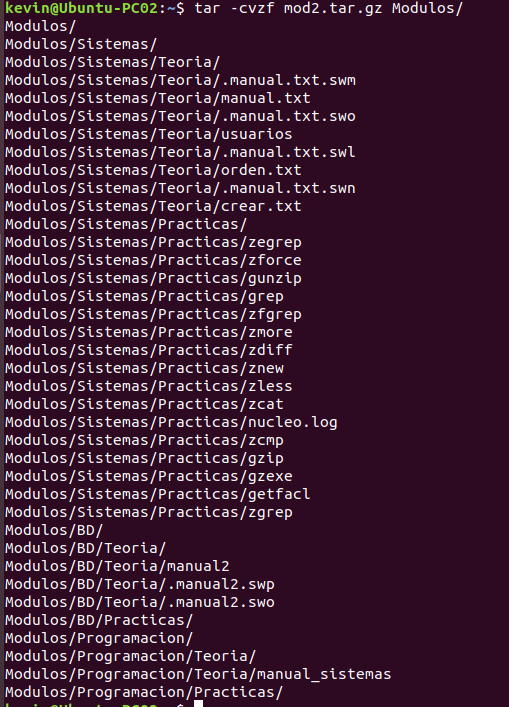 kevin@Ubuntu-PC02:~$ tar -cvzf mod2.tar.gz Modulos/
Modulos/
Modulos/Sistemas/
Modulos/Sistemas/Teoria/
Modulos/Sistemas/Teoria/.manual.txt.swm
Modulos/Sistemas/Teoria/manual.txt
Modulos/Sistemas/Teoria/.manual.txt.swo
Modulos/Sistemas/Teoria/usuarios
Modulos/Sistemas/Teoria/.manual.txt.swl
Modulos/Sistemas/Teoria/orden.txt
Modulos/Sistemas/Teoria/.manual.txt.swn
Modulos/Sistemas/Teoria/crear.txt
Modulos/Sistemas/Practicas/
Modulos/Sistemas/Practicas/zegrep
Modulos/Sistemas/Practicas/zforce
Modulos/Sistemas/Practicas/gunzip
Modulos/Sistemas/Practicas/grep
Modulos/Sistemas/Practicas/zfgrep
Modulos/Sistemas/Practicas/zmore
Modulos/Sistemas/Practicas/zdiff
Modulos/Sistemas/Practicas/znew
Modulos/Sistemas/Practicas/zless
Modulos/Sistemas/Practicas/zcat
Modulos/Sistemas/Practicas/nucleo.log
Modulos/Sistemas/Practicas/zcmp
Modulos/Sistemas/Practicas/gzip
Modulos/Sistemas/Practicas/gzexe
Modulos/Sistemas/Practicas/getfacl
Modulos/Sistemas/Practicas/zgrep
Modulos/BD/
Modulos/BD/Teoria/
Modulos/BD/Teoria/manual2
Modulos/BD/Teoria/.manual2.swp
Modulos/BD/Teoria/.manual2.swo
Modulos/BD/Practicas/
Modulos/Programacion/
Modulos/Programacion/Teoria/
Modulos/Programacion/Teoria/manual_sistemas
Modulos/Programacion/Practicas/
kevin@Ubuntu-PC02:~$